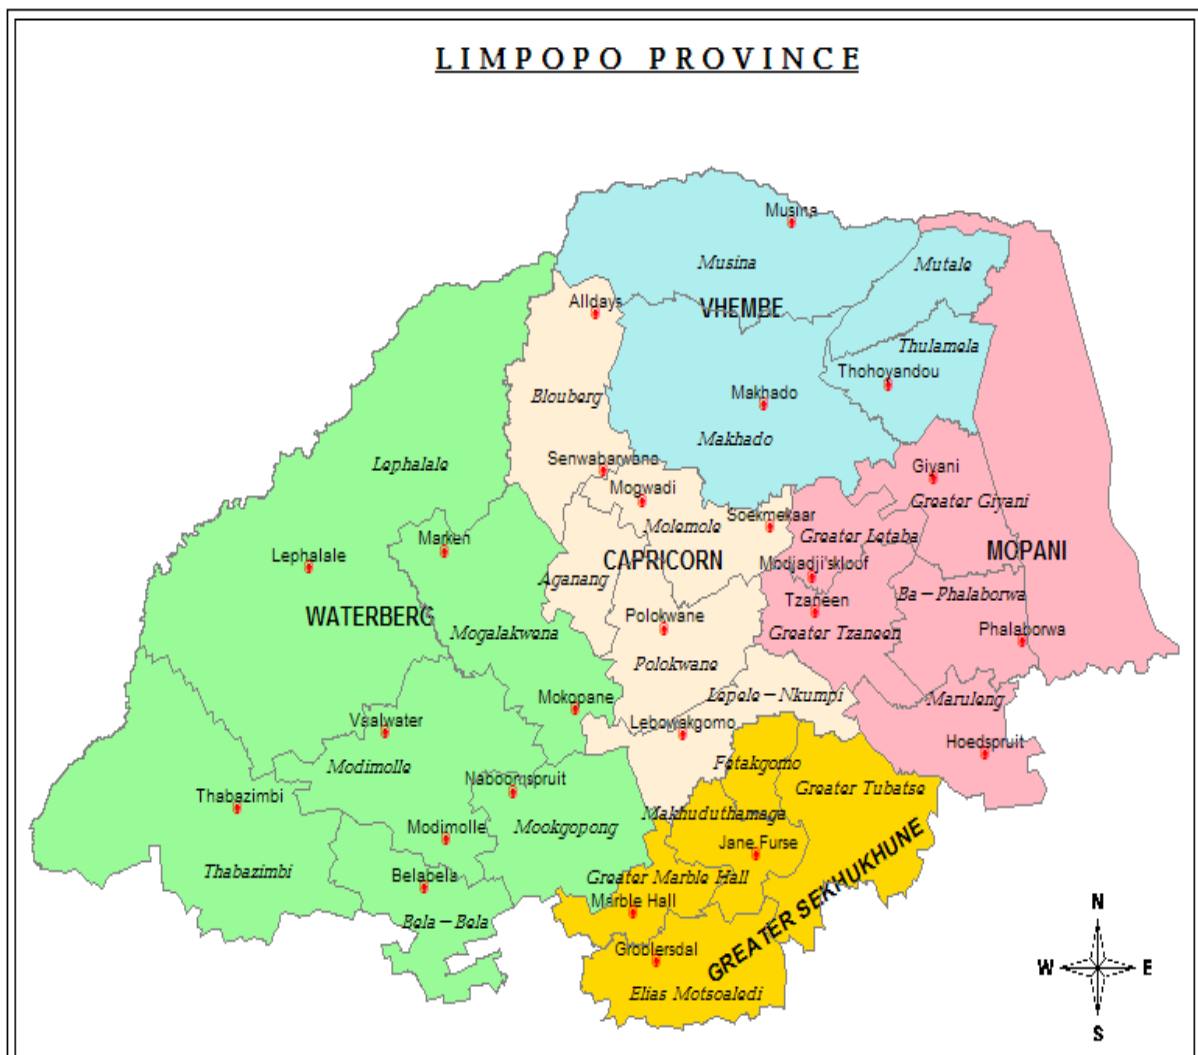 LIMPOPO PROVINCE
Musina
Musina
Mutale
Alldays
VHEMBE
Thulamela
Thohoyandou
Blouberg
Makhado
Makhado
Lephalale
Senwabarwana
Giyani
Mogwadi
Greater Giyani
Soekmekaar
Molemole
Greater Letaba
Marken
MOPANI
Lephalale
CAPRICORN
Modjadji'skloof
Aganang
Ba-Phalaborwa
Tzaneen
WATERBERG
Polokwane
Phalaborwa
Mogalakwena
Greater Tzaneen
Polokwane
Lepele-Nkumpi
Maruleng
Mokopane
Vaalwater
Lebowakgomo
Hoedspruit
Modimolle
Fetakgomo
Naboomspruit
Greater Tubatse
Thabazimbi
Makhuduthamaga
Modimolle
Mookgopong
Jane Furse
Thabazimbi
Belabela
Greater Marble Hall
GREATER SEKHUKHUNE
Marble Hall
Bela-Bela
Groblersdal
Elias Motsoaledi
N
W
E
S